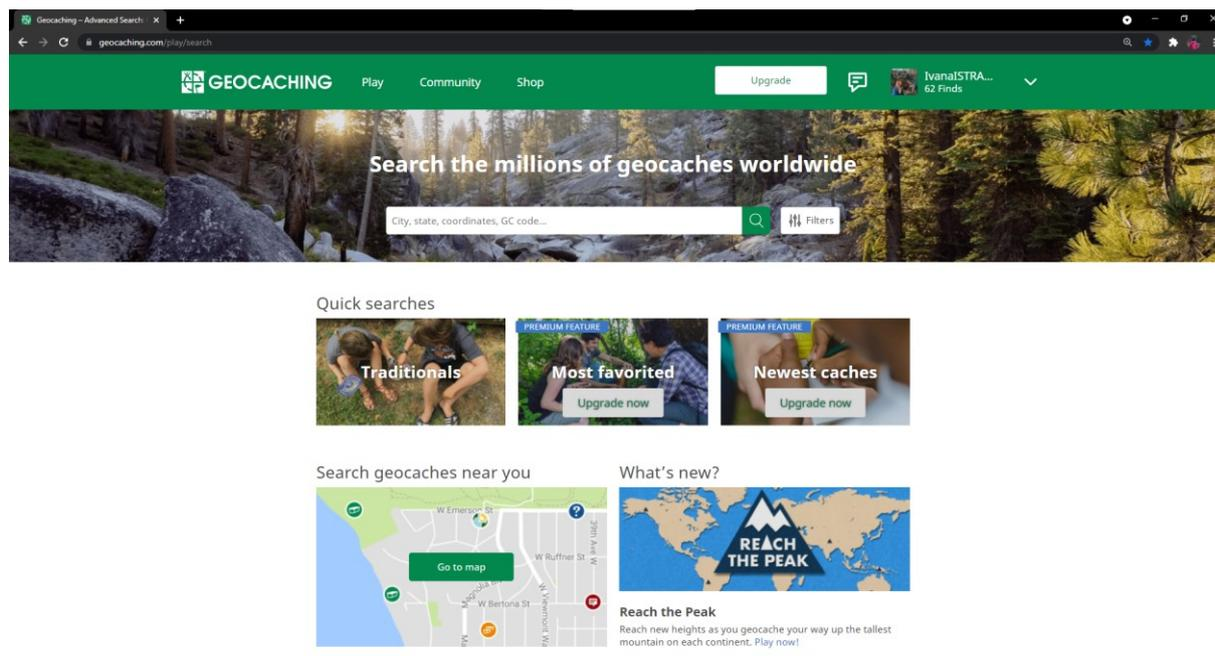 Geocaching – Advanced Search
geocaching.com/play/search
GEOCACHING
Play
Community
Shop
Upgrade
IvanaISTRA...
62 Finds
Search the millions of geocaches worldwide
City, state, coordinates, GC code...
Filters
Quick searches
Traditionals
PREMIUM FEATURE
Most favorited
Upgrade now
PREMIUM FEATURE
Newest caches
Upgrade now
Search geocaches near you
W Emerson St
39th Ave W
W Ruffner St
Go to map
Magnolia
W Bertona St
W Viewmont
What's new?
REACH
THE PEAK
Reach the Peak
Reach new heights as you geocache your way up the tallest
mountain on each continent. Play now!